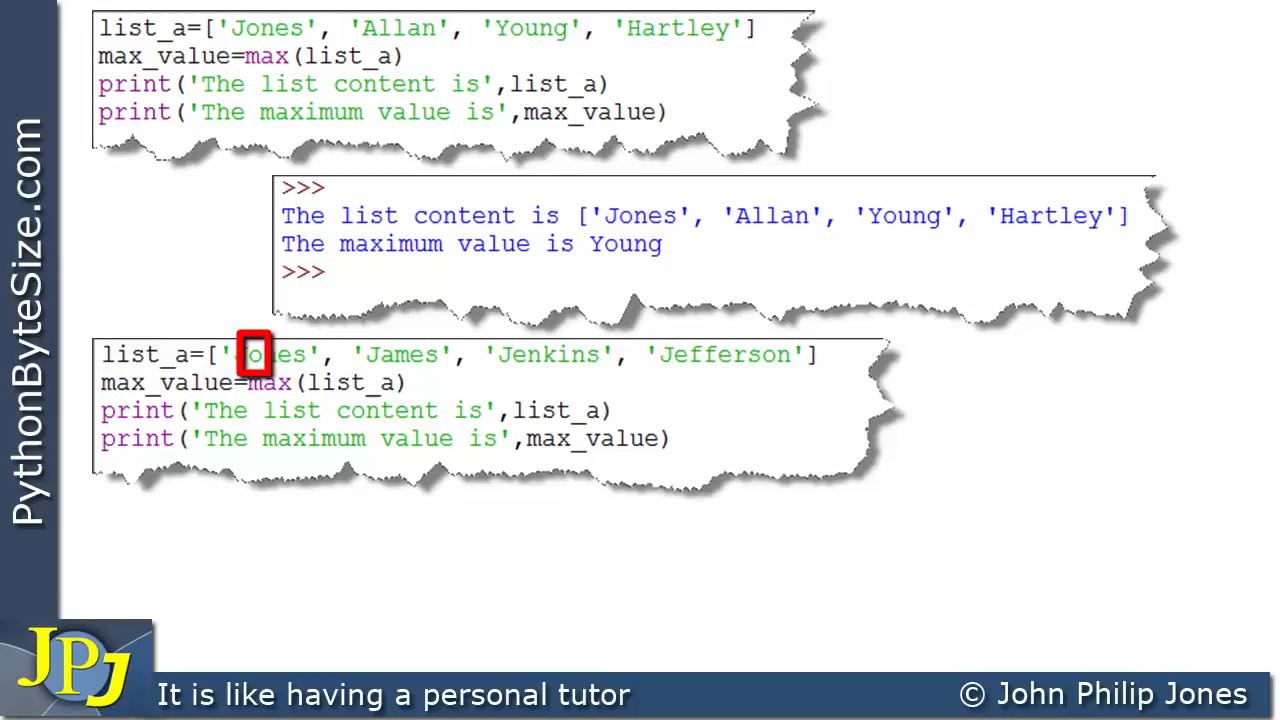 list_a=['Jones', 'Allan', 'Young', 'Hartley']
max_value=max(list_a)
print('The list content is',list_a)
print('The maximum value is',max_value)
>>>
The list content is ['Jones', 'Allan', 'Young', 'Hartley']
The maximum value is Young
>>>
list_a=['Jones', 'James', 'Jenkins', 'Jefferson']
max_value=max(list_a)
print('The list content is',list_a)
print('The maximum value is',max_value)
PythonByteSize.com
JPJ
It is like having a personal tutor
© John Philip Jones